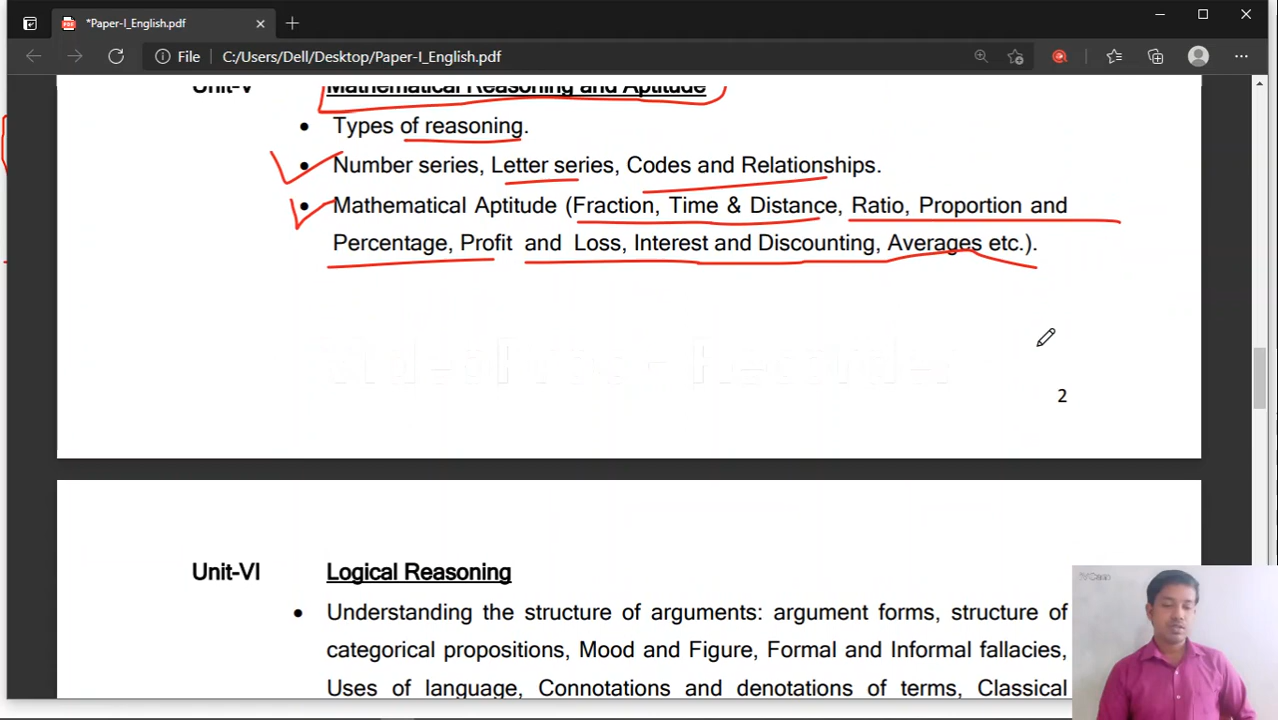 *Paper-I_English.pdf
File C:/Users/Dell/Desktop/Paper-I_English.pdf
Unit-V Mathematical Reasoning and Aptitude
• Types of reasoning.
• Number series, Letter series, Codes and Relationships.
• Mathematical Aptitude (Fraction, Time & Distance, Ratio, Proportion and
Percentage, Profit and Loss, Interest and Discounting, Averages etc.).
2
Unit-VI Logical Reasoning
• Understanding the structure of arguments: argument forms, structure of
categorical propositions, Mood and Figure, Formal and Informal fallacies,
Uses of language, Connotations and denotations of terms, Classical